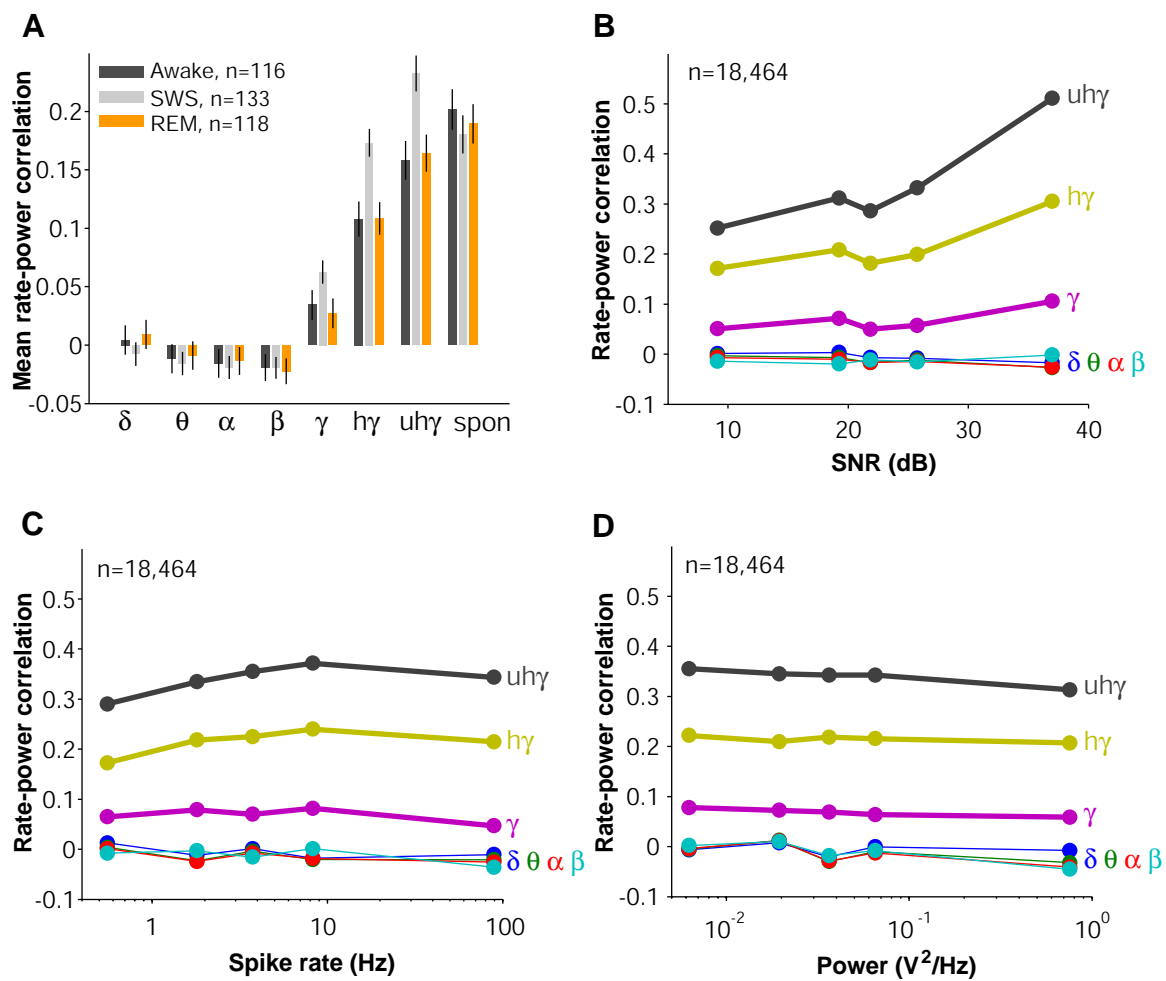 A
Mean rate-power correlation
0.2
0.15
0.1
0.05
0
-0.05
Awake, n=116
SWS, n=133
REM, n=118
δ θ α β γ hγ uhγ spon
B
Rate-power correlation
n=18,464
0.5
0.4
0.3
0.2
0.1
0
-0.1
uhγ
hγ
γ
δ θ α β
10 20 30 40
SNR (dB)
C
Rate-power correlation
n=18,464
0.5
0.4
0.3
0.2
0.1
0
-0.1
uhγ
hγ
γ
δ θ α β
1 10 100
Spike rate (Hz)
D
Rate-power correlation
n=18,464
0.5
0.4
0.3
0.2
0.1
0
-0.1
uhγ
hγ
γ
δ θ α β
10⁻² 10⁻¹ 10⁰
Power (V²/Hz)